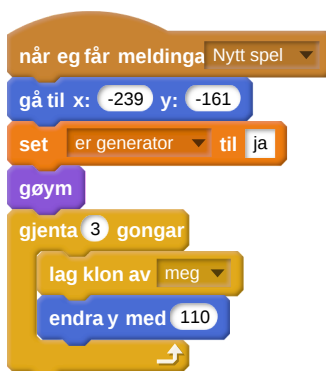 når eg får meldinga Nytt spel
gå til x: -239 y: -161
set er generator til ja
gøym
gjenta 3 gongar
lag klon av meg
endra y med 110